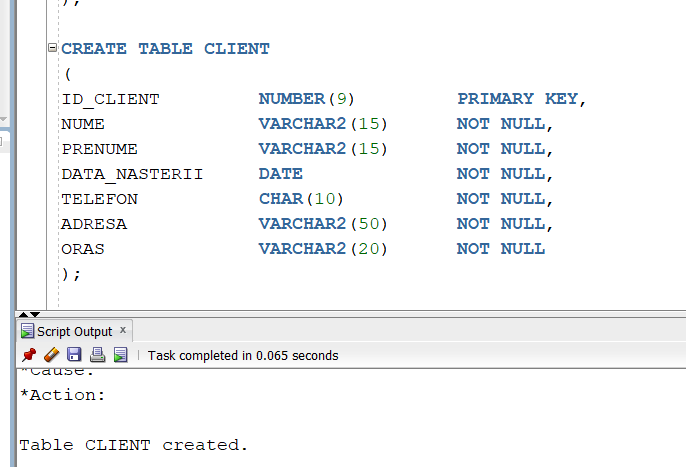 );
CREATE TABLE CLIENT
(
ID_CLIENT NUMBER(9) PRIMARY KEY,
NUME VARCHAR2(15) NOT NULL,
PRENUME VARCHAR2(15) NOT NULL,
DATA_NASTERII DATE NOT NULL,
TELEFON CHAR(10) NOT NULL,
ADRESA VARCHAR2(50) NOT NULL,
ORAS VARCHAR2(20) NOT NULL
);
Script Output x
Task completed in 0.065 seconds
*Cause:
*Action:
Table CLIENT created.